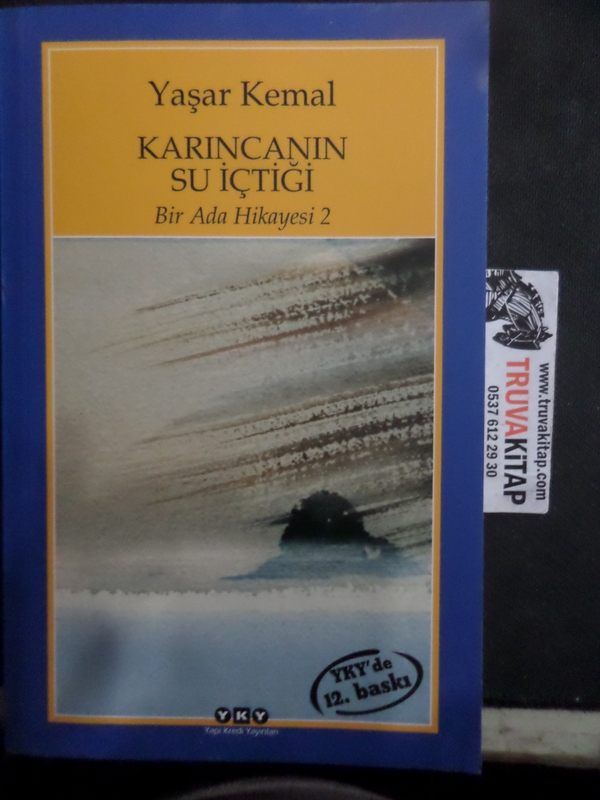 Yaşar Kemal
KARINCANIN
SU İÇTİĞİ
Bir Ada Hikayesi 2
YKY'de
12. baskı
YKY
Yapı Kredi Yayınları
www.truvakitap.com
TRUVAKİTAP
0537 612 29 30